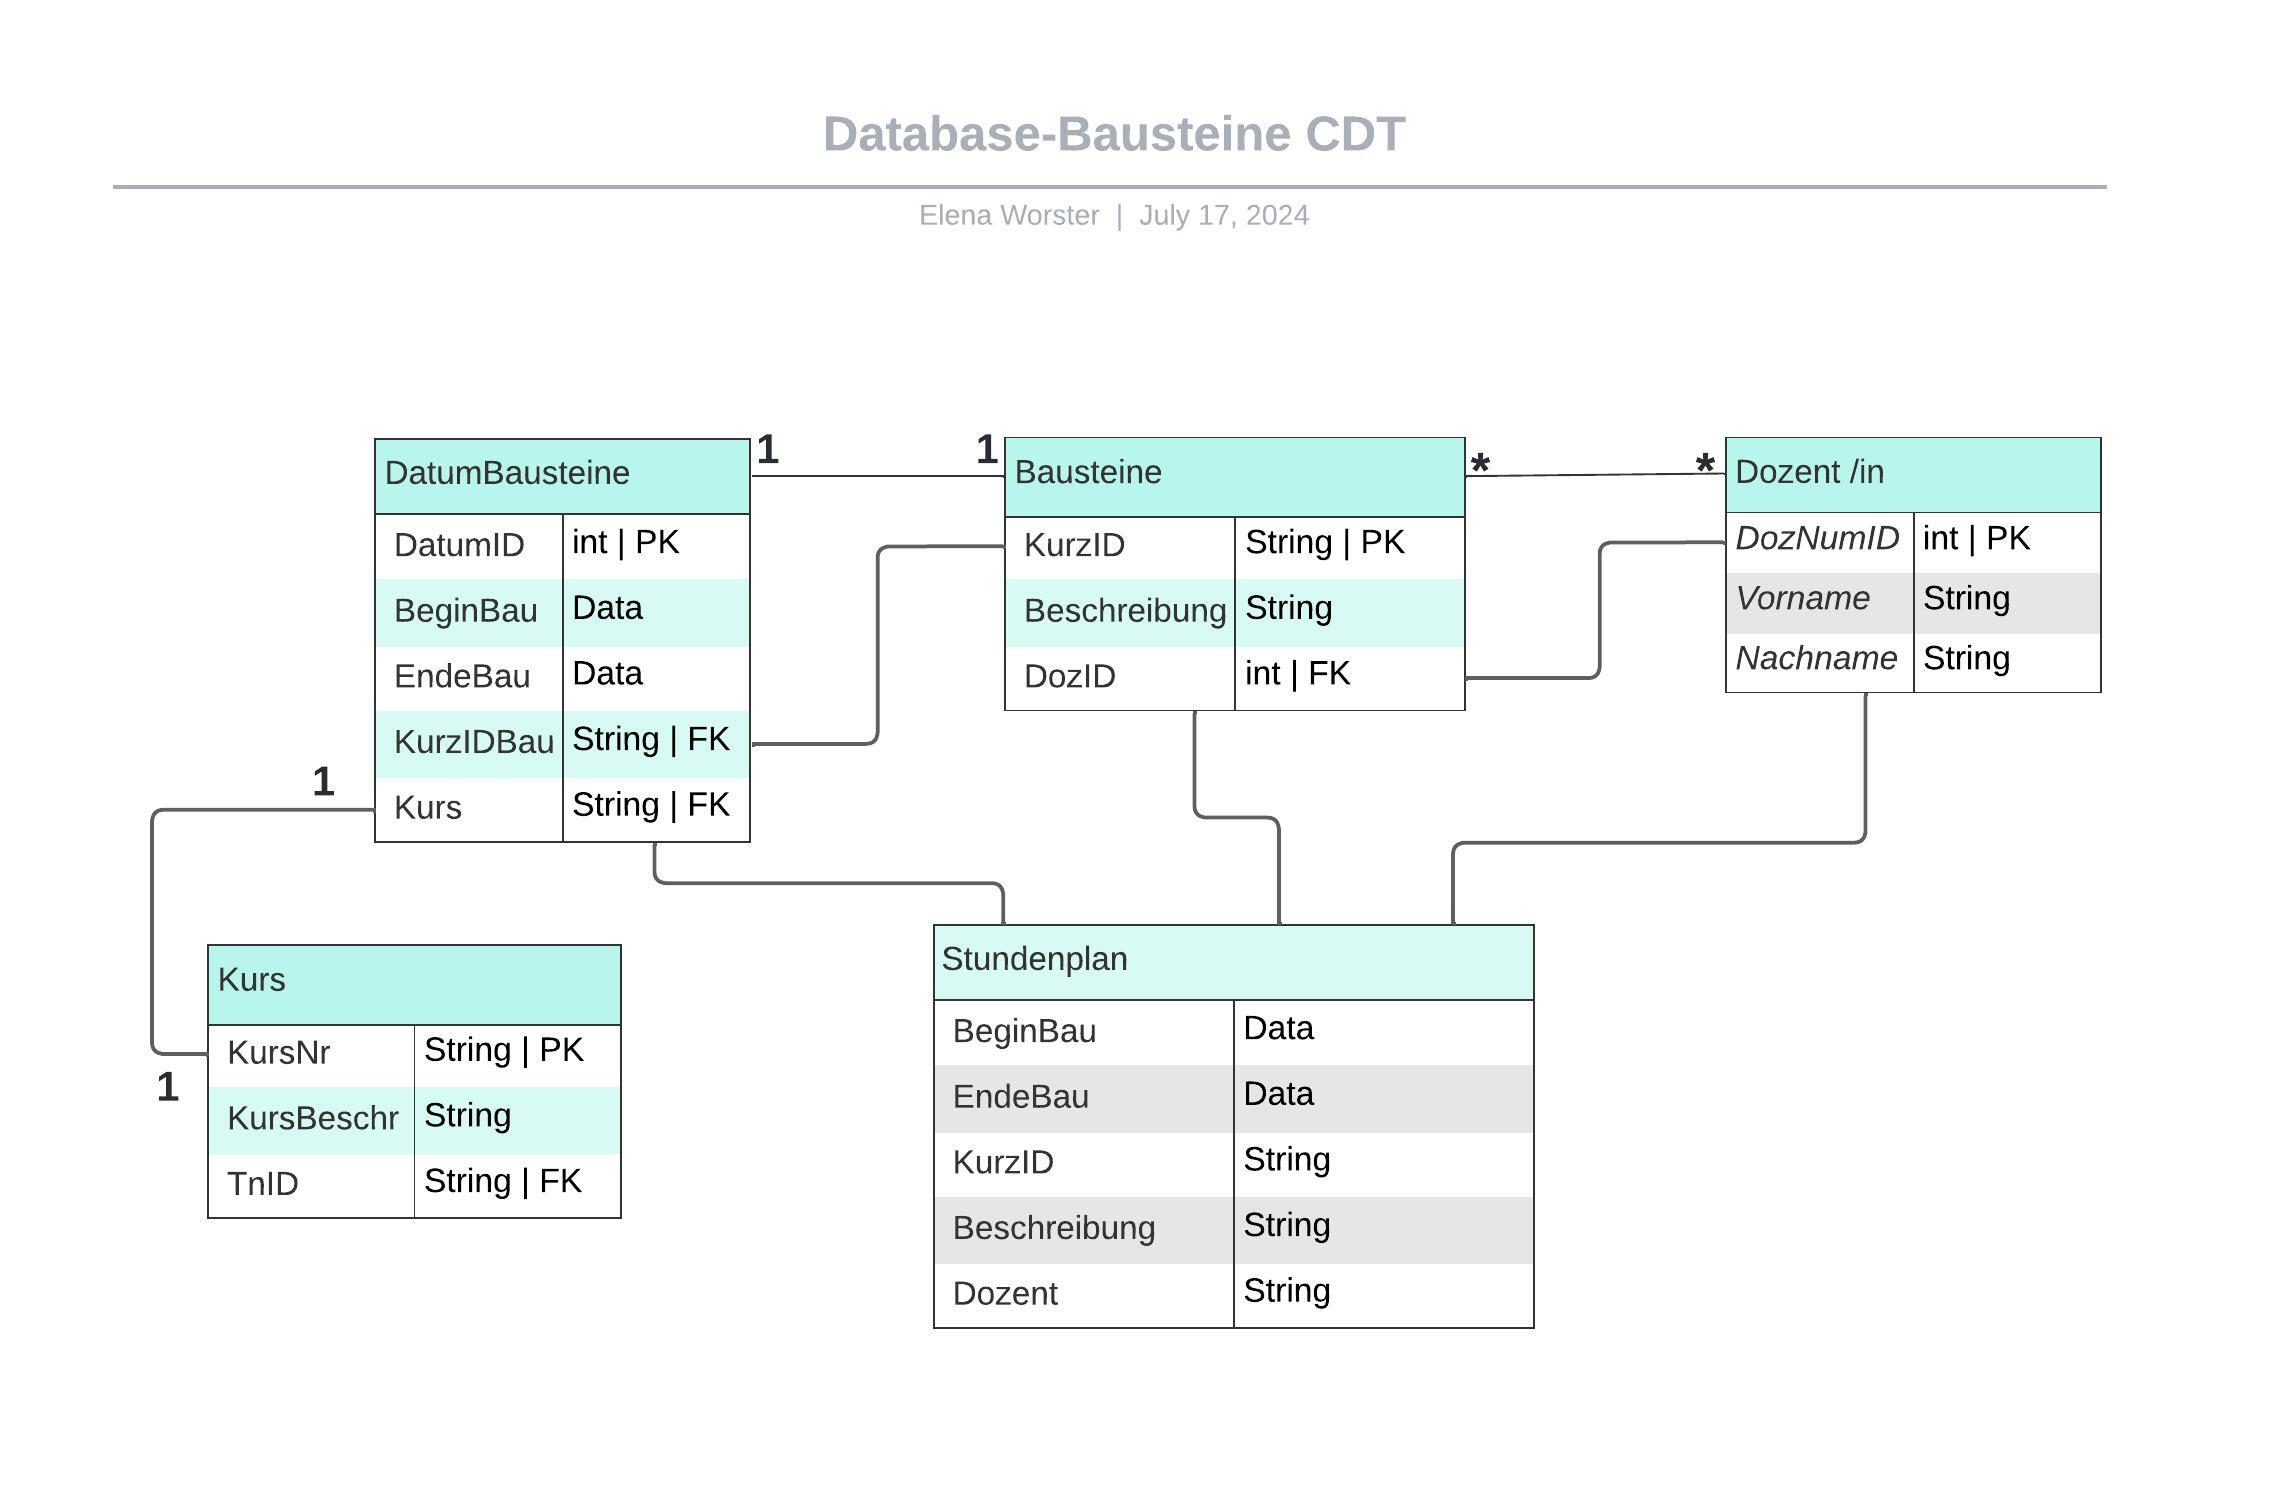 Database-Bausteine CDT
Elena Worster | July 17, 2024
DatumBausteine
DatumID int | PK
BeginBau Data
EndeBau Data
KurzIDBau String | FK
Kurs String | FK
1 1
Bausteine
KurzID String | PK
Beschreibung String
DozID int | FK
* *
Dozent /in
DozNumID int | PK
Vorname String
Nachname String
1
1
Kurs
KursNr String | PK
KursBeschr String
TnID String | FK
Stundenplan
BeginBau Data
EndeBau Data
KurzID String
Beschreibung String
Dozent String